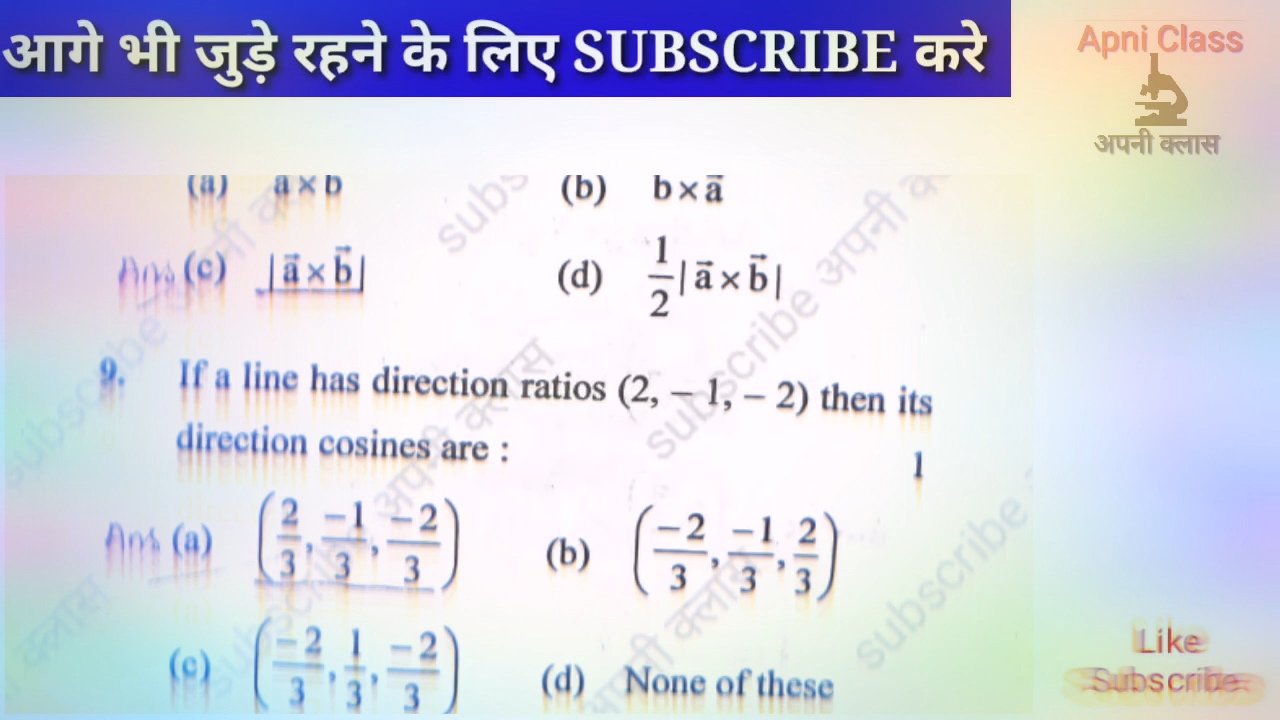 आगे भी जुड़े रहने के लिए SUBSCRIBE करे
Apni Class
अपनी क्लास
(a) a × b (b) b × a⃗
Ans (c) |a⃗ × b⃗| (d) 1/2 |a⃗ × b⃗|
9. If a line has direction ratios (2, – 1, – 2) then its
direction cosines are :
1
Ans (a) (2/3, –1/3, –2/3) (b) (–2/3, –1/3, 2/3)
(c) (–2/3, 1/3, –2/3) (d) None of these
Like
Subscribe
subscribe अपनी क्लास